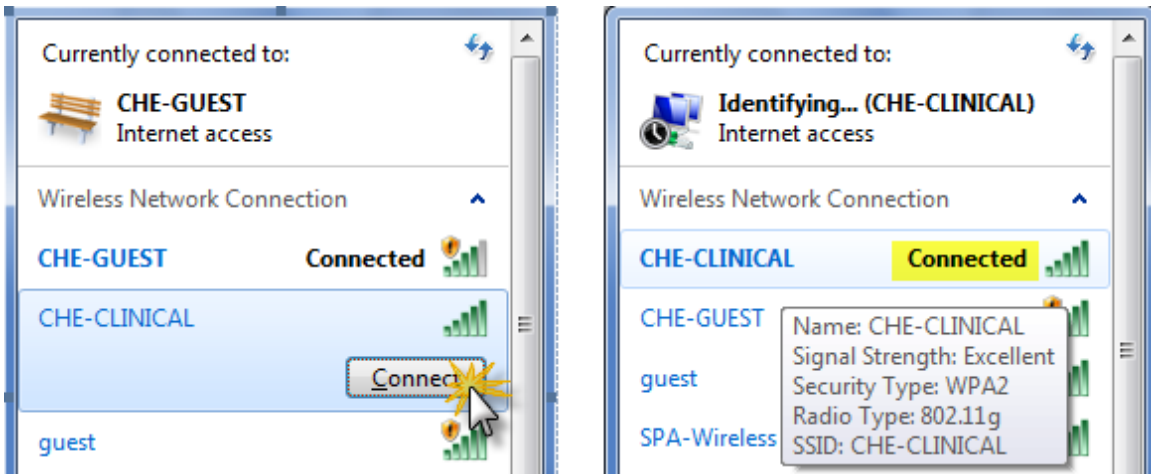 Currently connected to:
CHE-GUEST
Internet access
Wireless Network Connection
CHE-GUEST Connected
CHE-CLINICAL
Connect
guest
Currently connected to:
Identifying... (CHE-CLINICAL)
Internet access
Wireless Network Connection
CHE-CLINICAL Connected
CHE-GUEST
guest
SPA-Wireless
Name: CHE-CLINICAL
Signal Strength: Excellent
Security Type: WPA2
Radio Type: 802.11g
SSID: CHE-CLINICAL